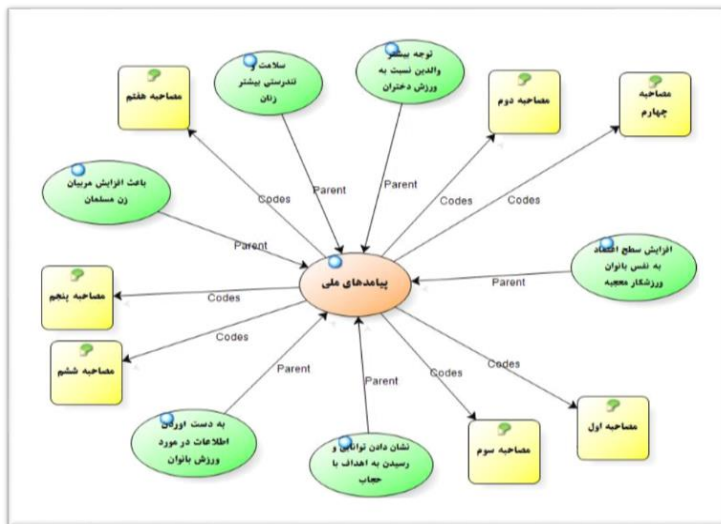 توجه بیشتر
والدین نسبت به
ورزش دختران
سلامت و
تندرستی بیشتر
زنان
مصاحبه
چهارم
مصاحبه دوم
مصاحبه هفتم
Parent
Parent
Codes
Codes
Codes
باعث افزایش مربیان
زن مسلمان
Parent
افزایش سطح اعتماد
به نفس بانوان
ورزشکار محجبه
Parent
پیامدهای ملی
مصاحبه پنجم
Codes
Codes
مصاحبه ششم
Parent
Parent
Codes
Codes
به دست آوردن
اطلاعات در مورد
ورزش بانوان
نشان دادن توانایی و
رسیدن به اهداف با
حجاب
مصاحبه سوم
مصاحبه اول